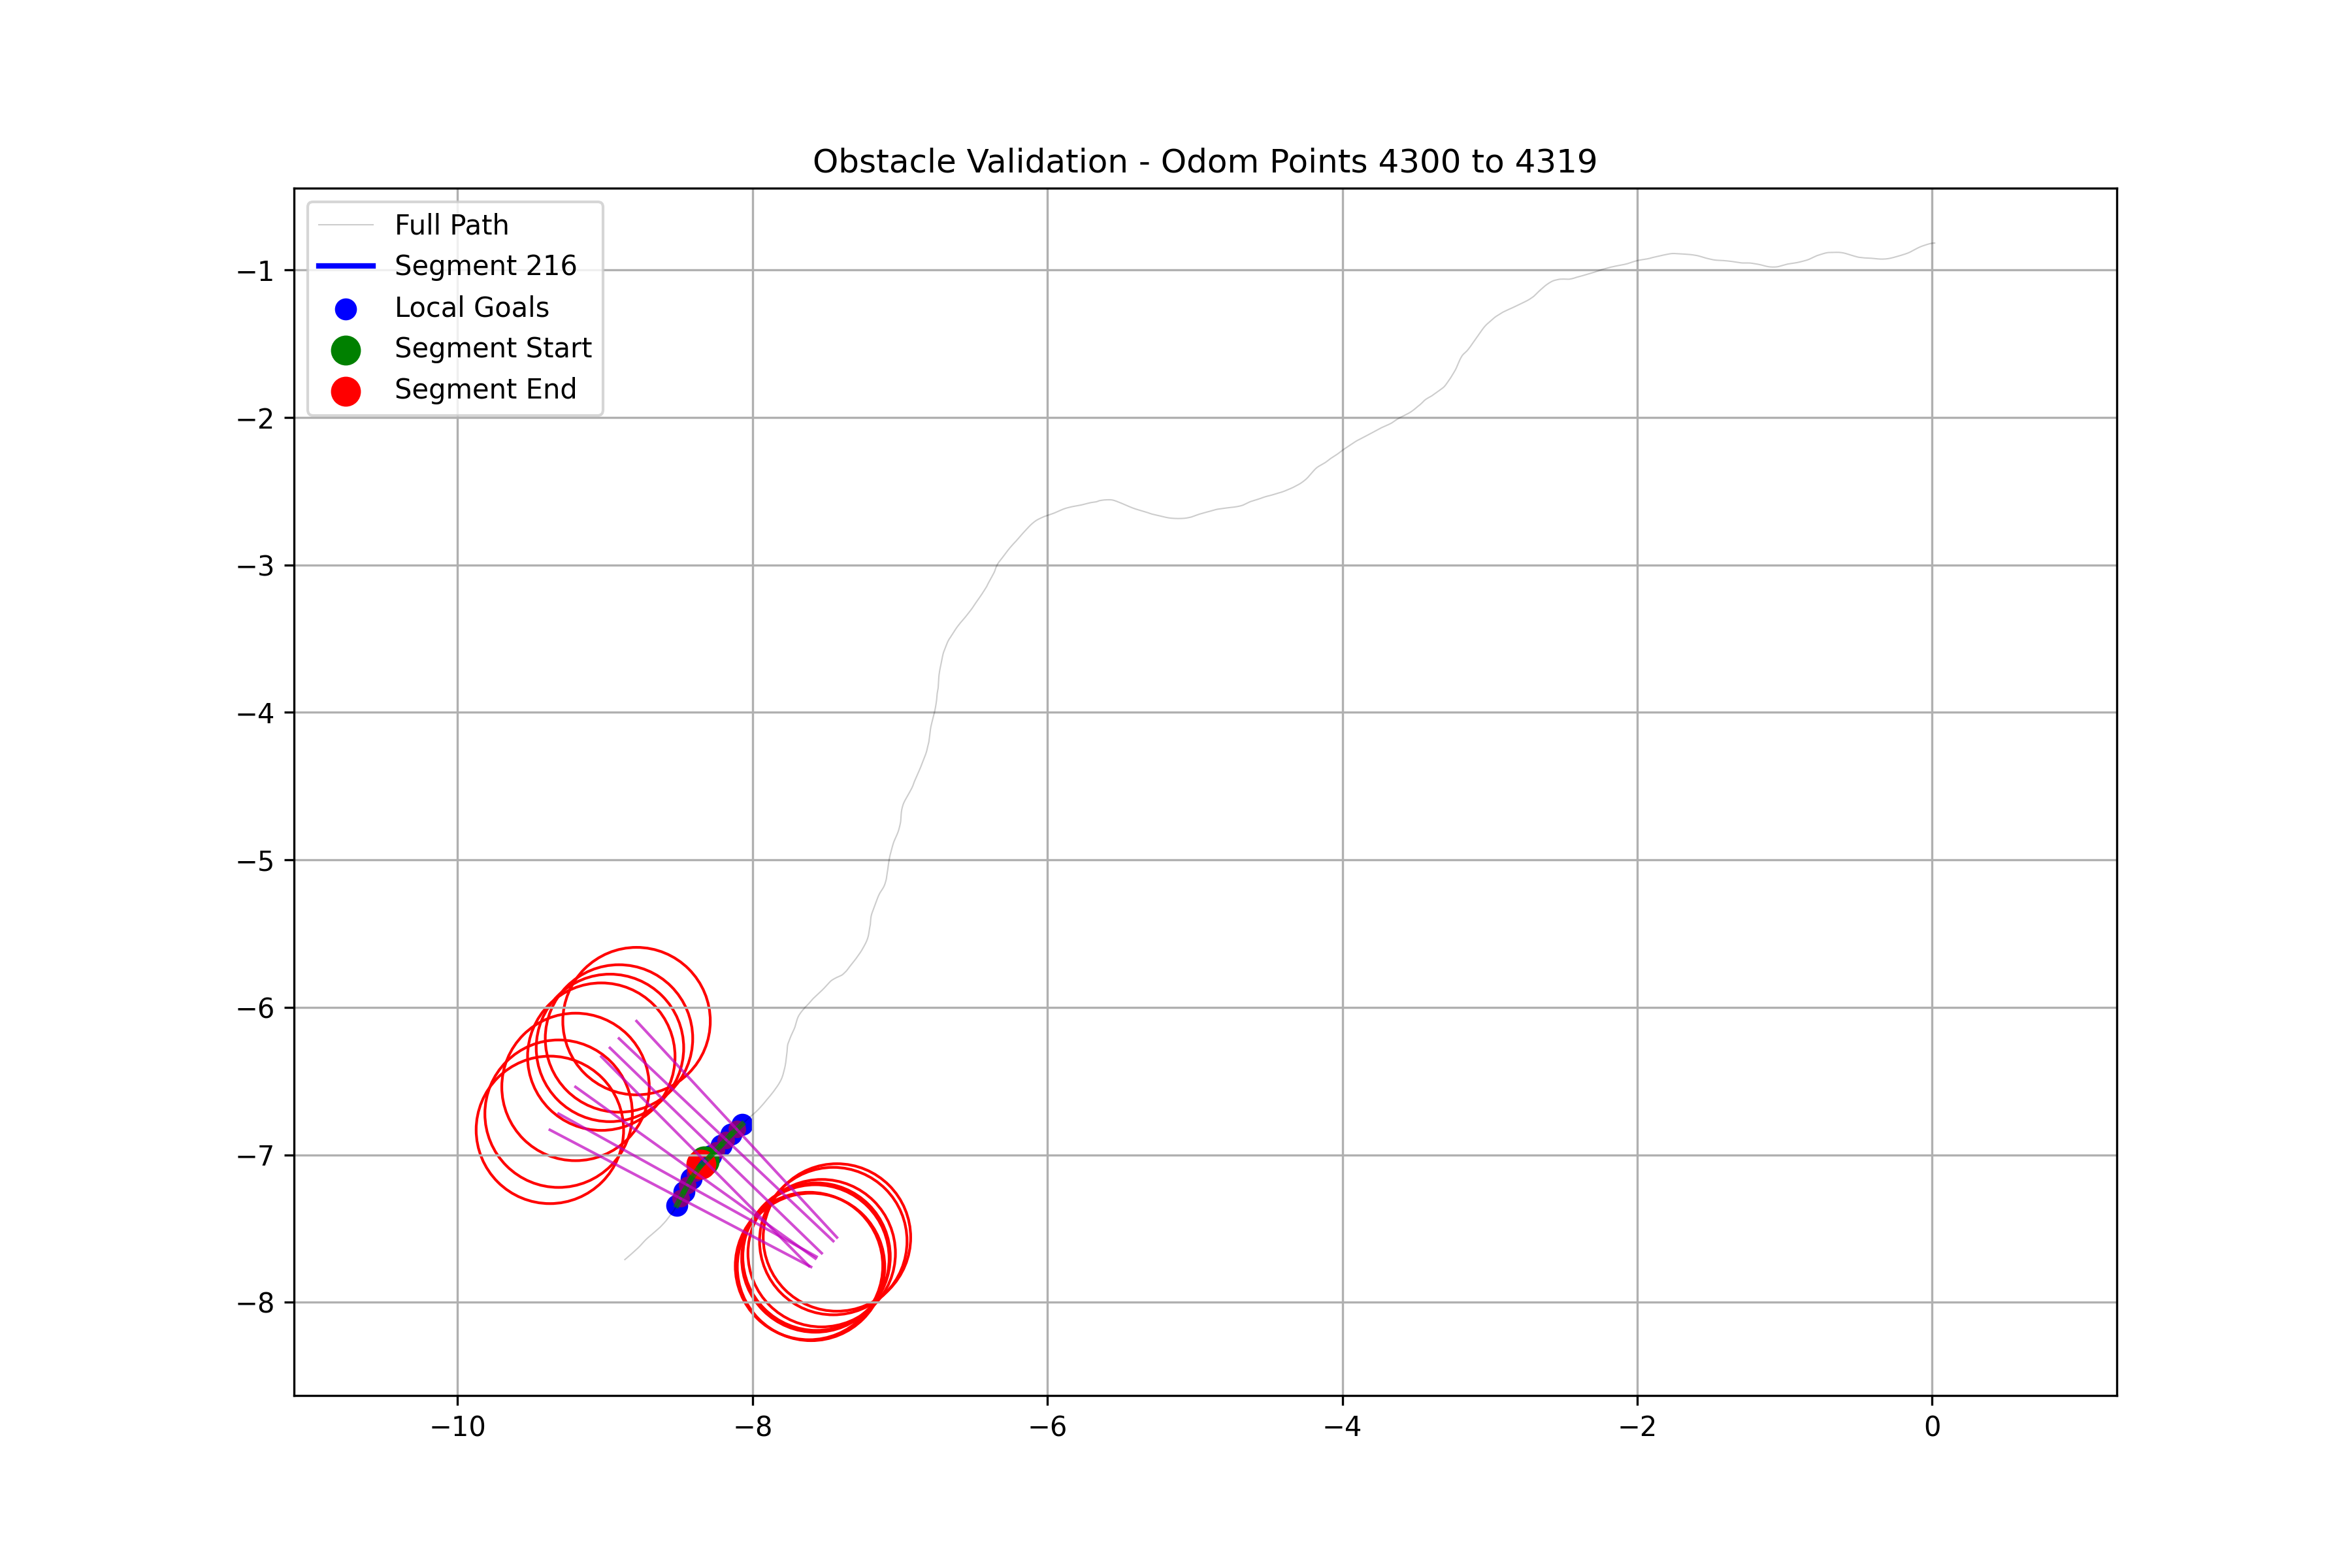 Obstacle Validation - Odom Points 4300 to 4319
Full Path
Segment 216
Local Goals
Segment Start
Segment End
−1
−2
−3
−4
−5
−6
−7
−8
−10
−8
−6
−4
−2
0